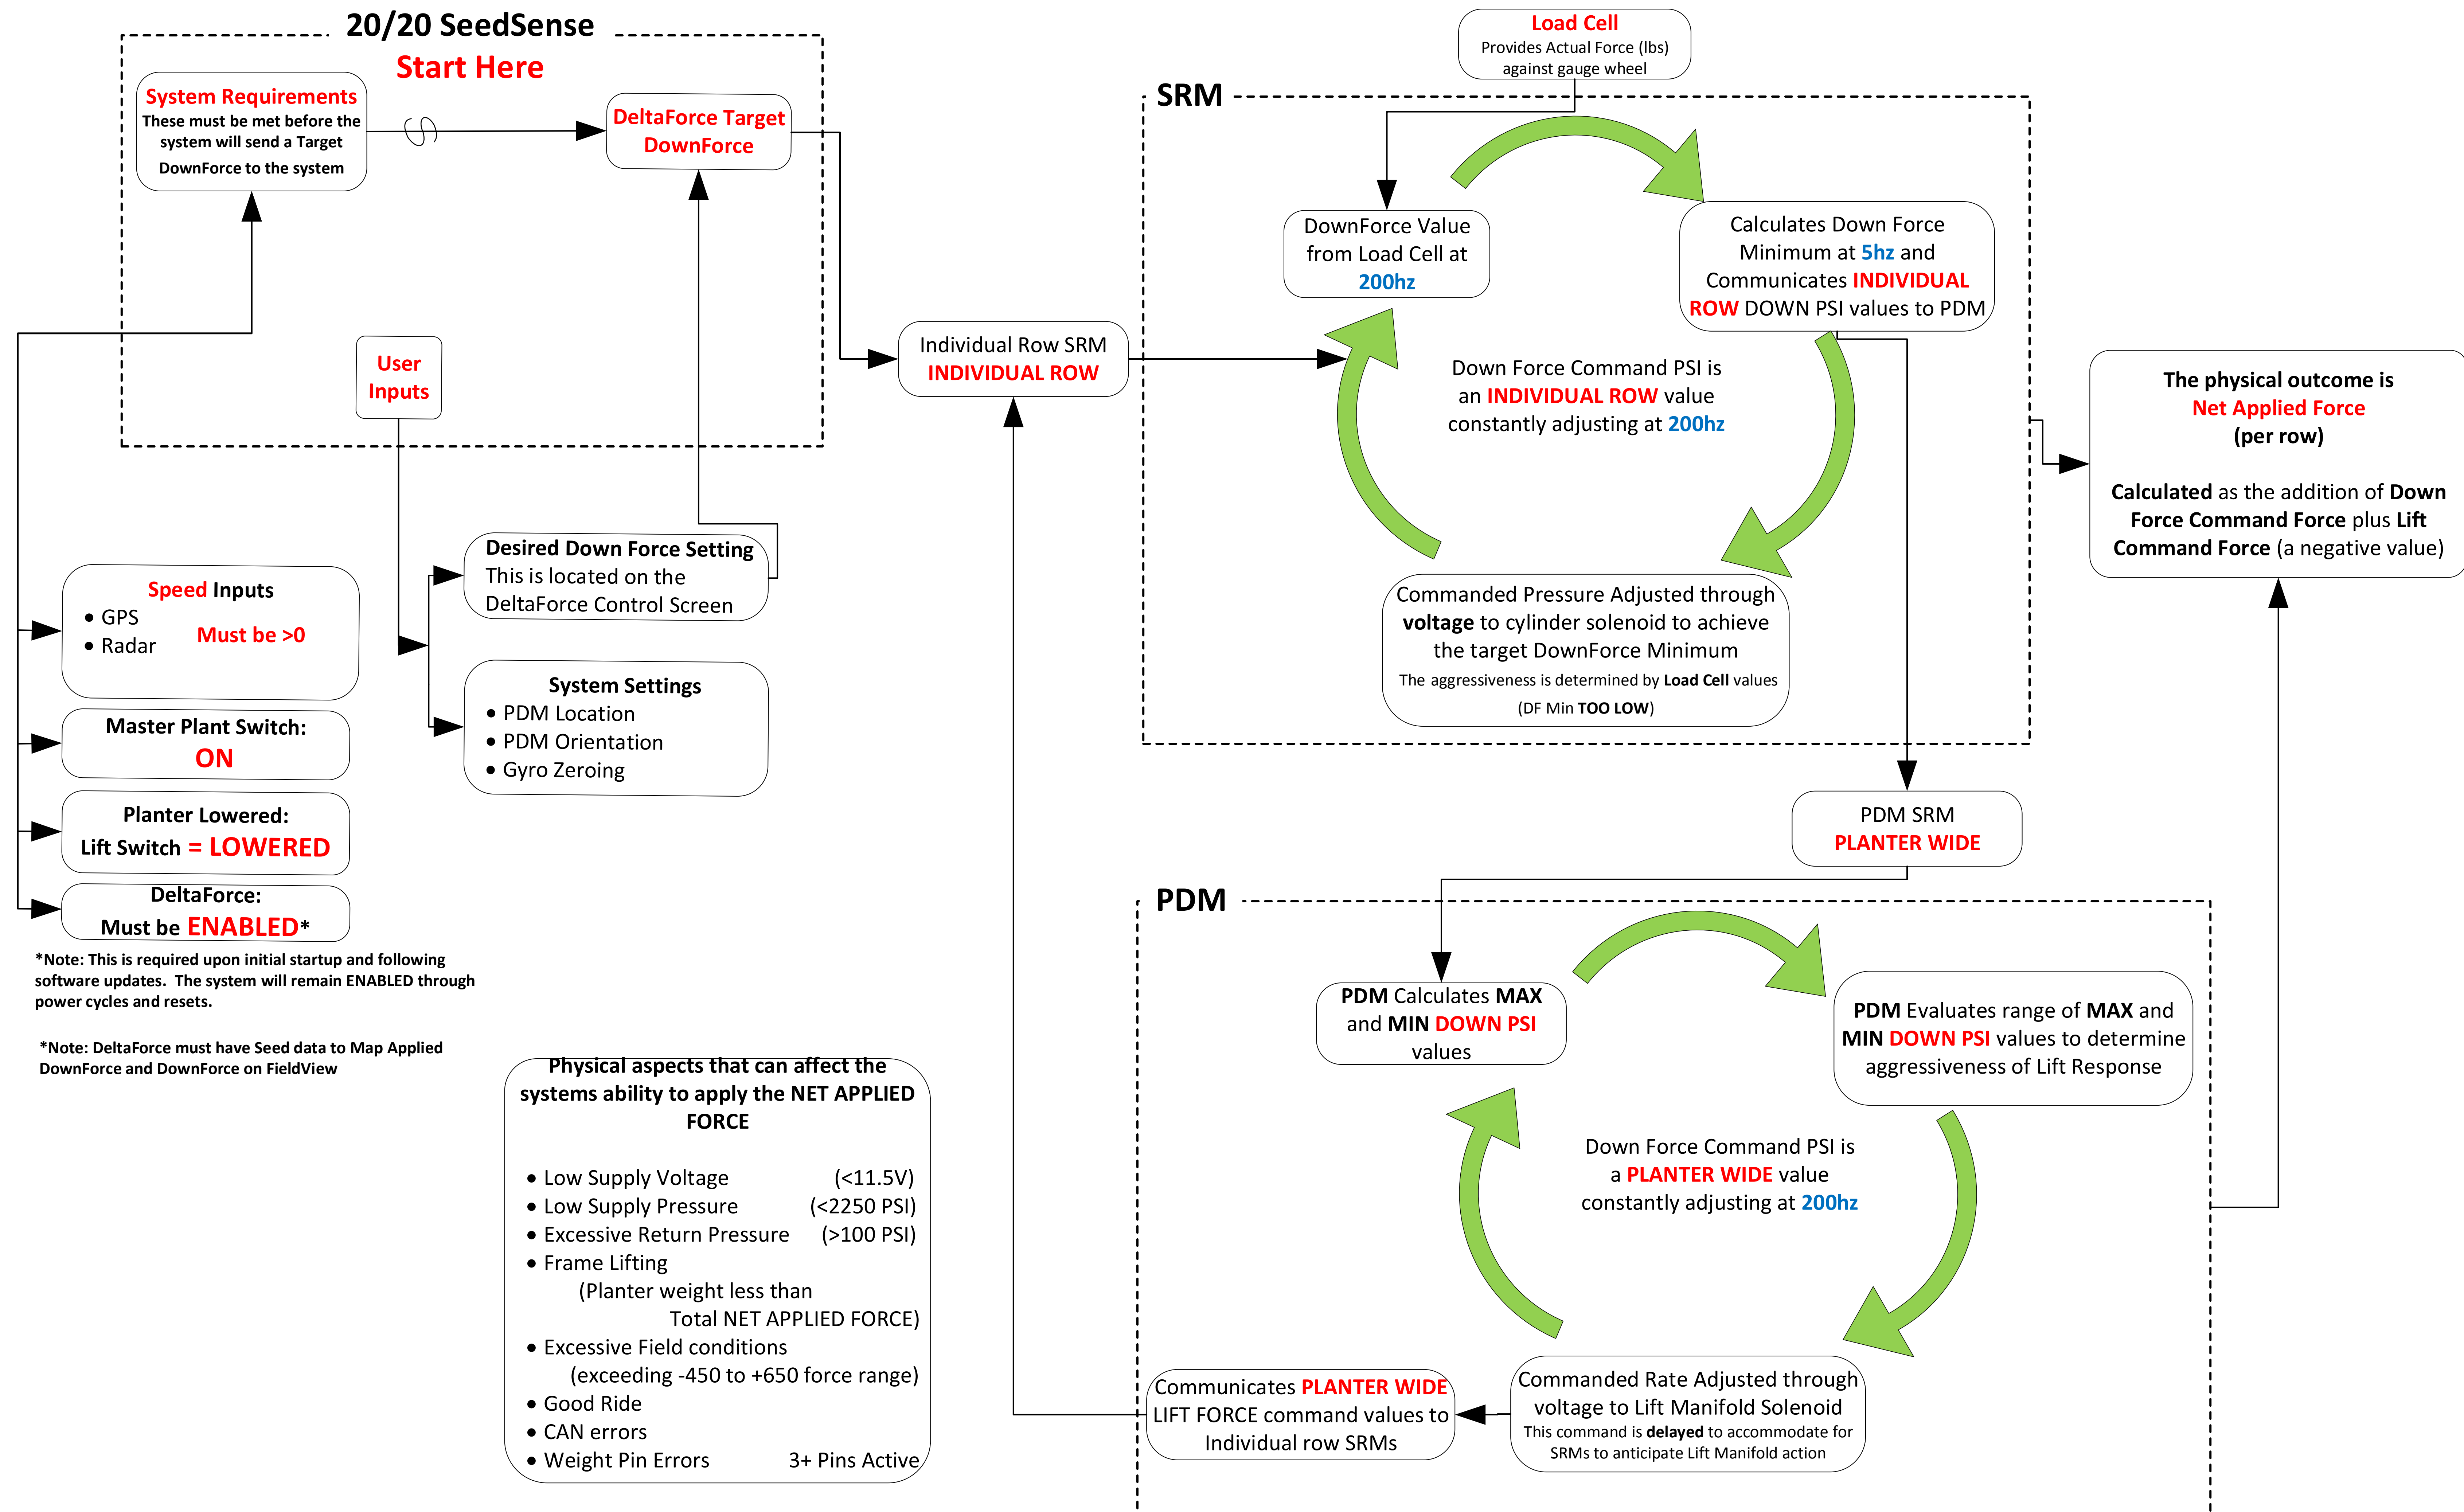 20/20 SeedSense
Start Here
System Requirements
These must be met before the
system will send a Target
DownForce to the system
DeltaForce Target
DownForce
User
Inputs
Speed Inputs
• GPS
• Radar
Must be >0
Master Plant Switch:
ON
Planter Lowered:
Lift Switch = LOWERED
DeltaForce:
Must be ENABLED*
*Note: This is required upon initial startup and following
software updates. The system will remain ENABLED through
power cycles and resets.
*Note: DeltaForce must have Seed data to Map Applied
DownForce and DownForce on FieldView
Desired Down Force Setting
This is located on the
DeltaForce Control Screen
System Settings
• PDM Location
• PDM Orientation
• Gyro Zeroing
Physical aspects that can affect the
systems ability to apply the NET APPLIED
FORCE
• Low Supply Voltage (<11.5V)
• Low Supply Pressure (<2250 PSI)
• Excessive Return Pressure (>100 PSI)
• Frame Lifting
(Planter weight less than
Total NET APPLIED FORCE)
• Excessive Field conditions
(exceeding -450 to +650 force range)
• Good Ride
• CAN errors
• Weight Pin Errors 3+ Pins Active
Individual Row SRM
INDIVIDUAL ROW
Load Cell
Provides Actual Force (lbs)
against gauge wheel
SRM
DownForce Value
from Load Cell at
200hz
Calculates Down Force
Minimum at 5hz and
Communicates INDIVIDUAL
ROW DOWN PSI values to PDM
Down Force Command PSI is
an INDIVIDUAL ROW value
constantly adjusting at 200hz
Commanded Pressure Adjusted through
voltage to cylinder solenoid to achieve
the target DownForce Minimum
The aggressiveness is determined by Load Cell values
(DF Min TOO LOW)
The physical outcome is
Net Applied Force
(per row)
Calculated as the addition of Down
Force Command Force plus Lift
Command Force (a negative value)
PDM SRM
PLANTER WIDE
PDM
PDM Calculates MAX
and MIN DOWN PSI
values
PDM Evaluates range of MAX and
MIN DOWN PSI values to determine
aggressiveness of Lift Response
Down Force Command PSI is
a PLANTER WIDE value
constantly adjusting at 200hz
Commanded Rate Adjusted through
voltage to Lift Manifold Solenoid
This command is delayed to accommodate for
SRMs to anticipate Lift Manifold action
Communicates PLANTER WIDE
LIFT FORCE command values to
Individual row SRMs